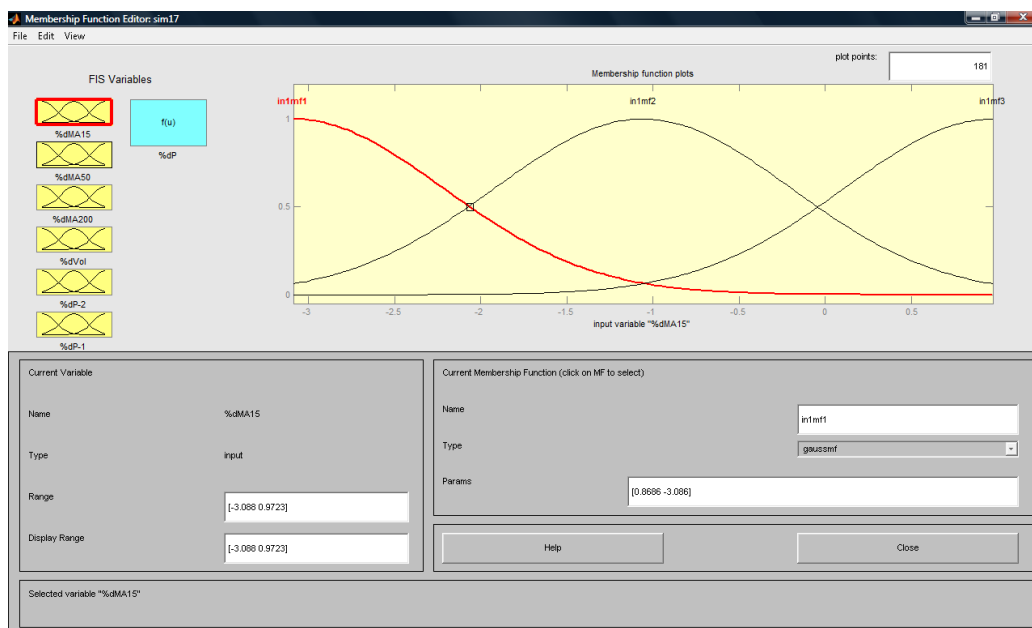 Membership Function Editor: sim17
File Edit View
FIS Variables
%dMA15
%dMA50
%dMA200
%dVol
%dP-2
%dP-1
f(u)
%dP
plot points:
181
Membership function plots
in1mf1 in1mf2 in1mf3
1
0.5
0
-3 -2.5 -2 -1.5 -1 -0.5 0 0.5
input variable "%dMA15"
Current Variable
Name %dMA15
Type input
Range [-3.088 0.9723]
Display Range [-3.088 0.9723]
Current Membership Function (click on MF to select)
Name in1mf1
Type gaussmf
Params [0.8686 -3.086]
Help Close
Selected variable "%dMA15"